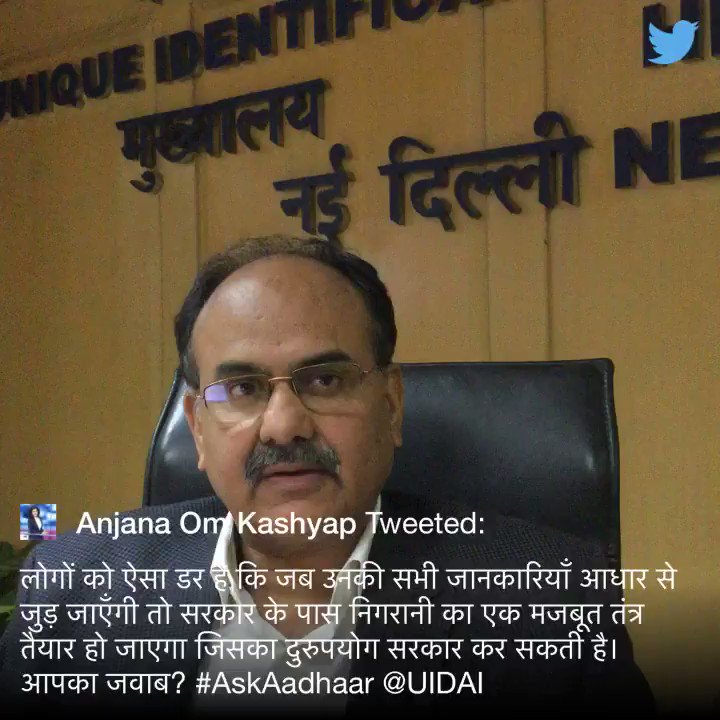 UNIQUE IDENTIFI
मुख्यालय
नई दिल्ली NE
Anjana Om Kashyap Tweeted:
लोगों को ऐसा डर है कि जब उनकी सभी जानकारियाँ आधार से
जुड़ जाएँगी तो सरकार के पास निगरानी का एक मजबूत तंत्र
तैयार हो जाएगा जिसका दुरुपयोग सरकार कर सकती है।
आपका जवाब? #AskAadhaar @UIDAI